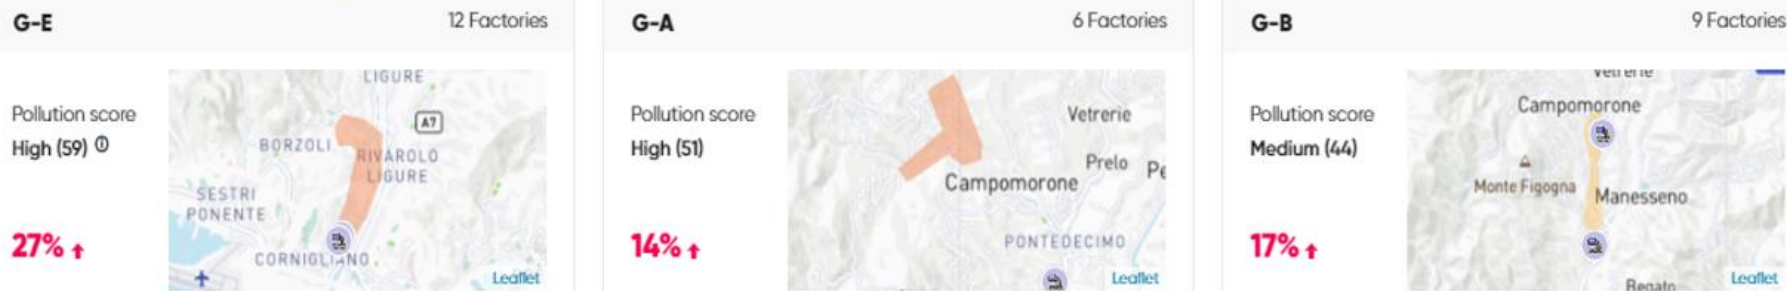 G-E
12 Factories
Pollution score
High (59)
27%
LIGURE
A7
BORZOLI
RIVAROLO
LIGURE
SESTRI
PONENTE
CORNIGLIANO
Leaflet
G-A
6 Factories
Pollution score
High (51)
14%
Vetrerie
Prelo
Campomorone
PONTEDECIMO
Leaflet
G-B
9 Factories
Pollution score
Medium (44)
17%
Vetrerie
Campomorone
Monte Figogna
Manesseno
Begato
Leaflet